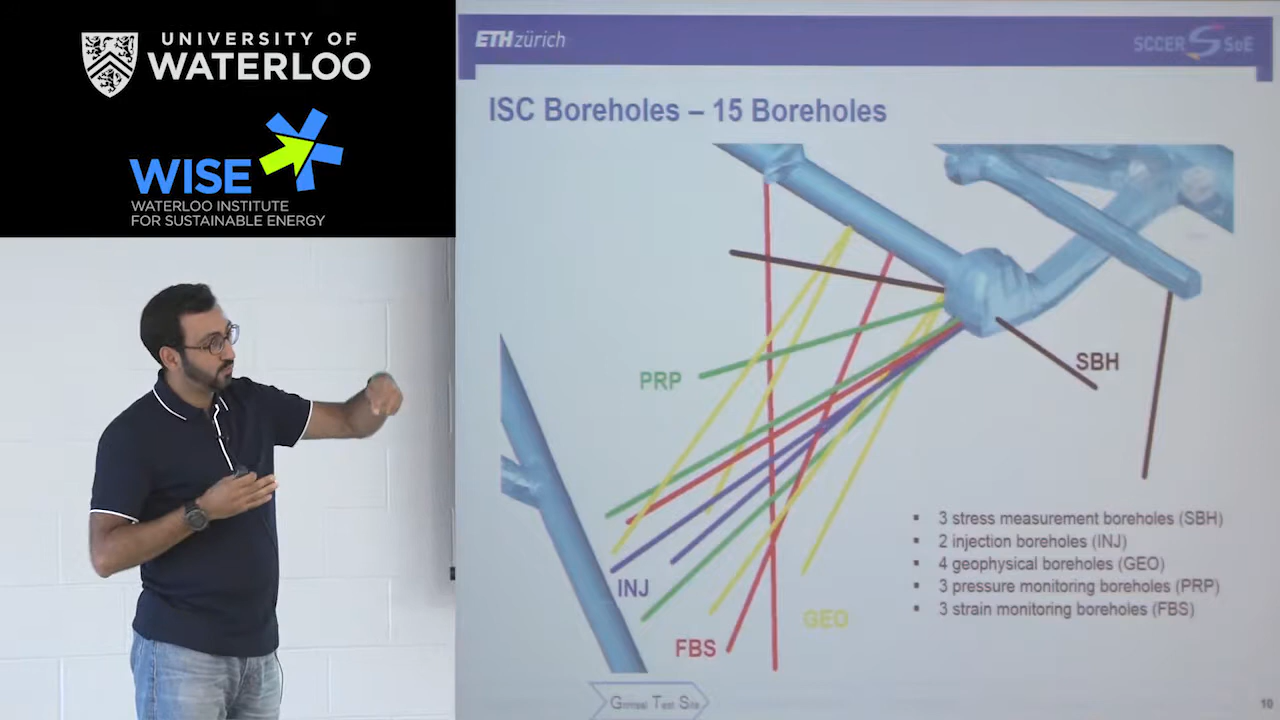 UNIVERSITY OF
WATERLOO
WISE
WATERLOO INSTITUTE
FOR SUSTAINABLE ENERGY
ETH zürich
SCCER SoE
ISC Boreholes – 15 Boreholes
PRP
SBH
INJ
GEO
FBS
▪ 3 stress measurement boreholes (SBH)
▪ 2 injection boreholes (INJ)
▪ 4 geophysical boreholes (GEO)
▪ 3 pressure monitoring boreholes (PRP)
▪ 3 strain monitoring boreholes (FBS)
Grimsel Test Site
10